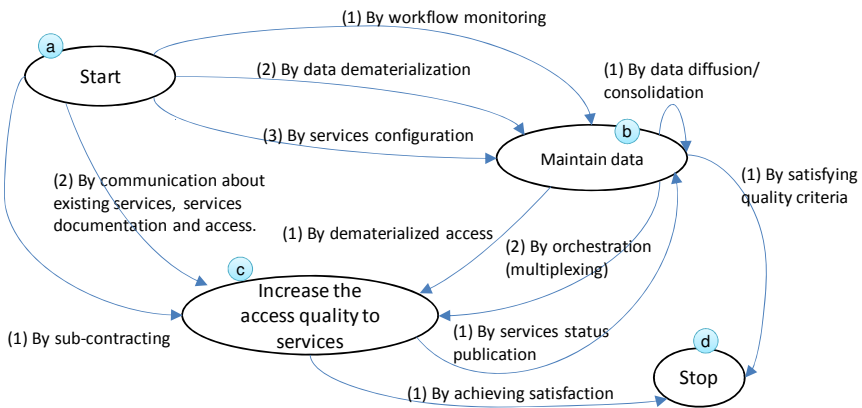 (1) By workflow monitoring
a
Start
(2) By data dematerialization
(1) By data diffusion/
consolidation
b
(3) By services configuration
Maintain data
(2) By communication about
existing services, services
documentation and access.
(1) By satisfying
quality criteria
(1) By dematerialized access
(2) By orchestration
(multiplexing)
c
Increase the
access quality to
services
(1) By sub-contracting
(1) By services status
publication
d
Stop
(1) By achieving satisfaction